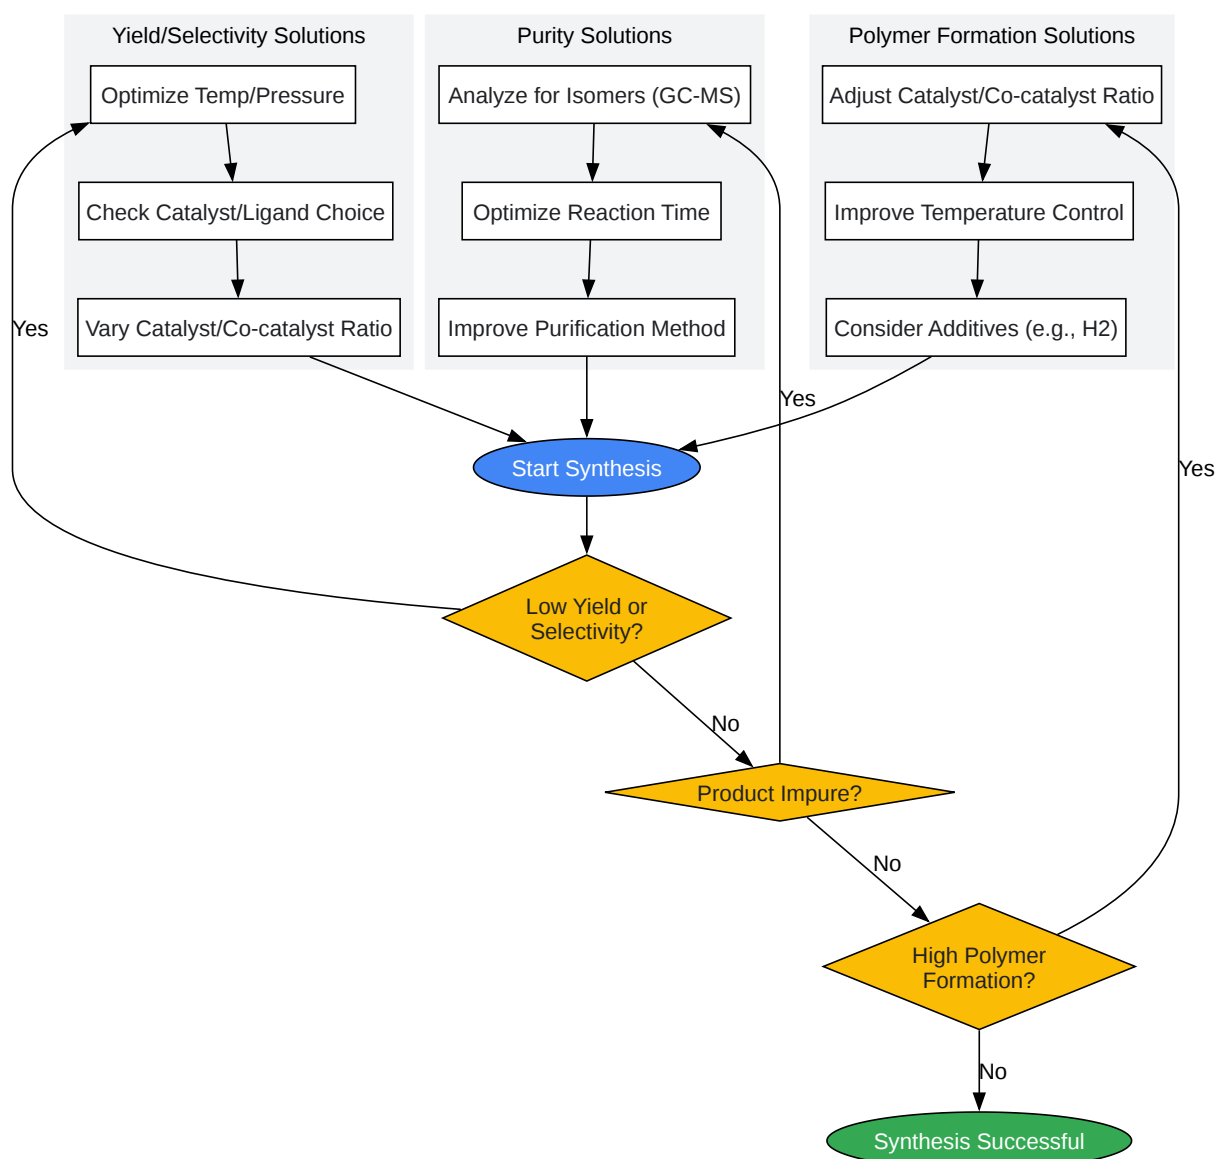 Yield/Selectivity Solutions
Purity Solutions
Polymer Formation Solutions
Optimize Temp/Pressure
Analyze for Isomers (GC-MS)
Adjust Catalyst/Co-catalyst Ratio
Check Catalyst/Ligand Choice
Optimize Reaction Time
Improve Temperature Control
Yes
Vary Catalyst/Co-catalyst Ratio
Improve Purification Method
Consider Additives (e.g., H2)
Yes
Start Synthesis
Yes
Low Yield or
Selectivity?
No
Product Impure?
No
High Polymer
Formation?
No
Synthesis Successful